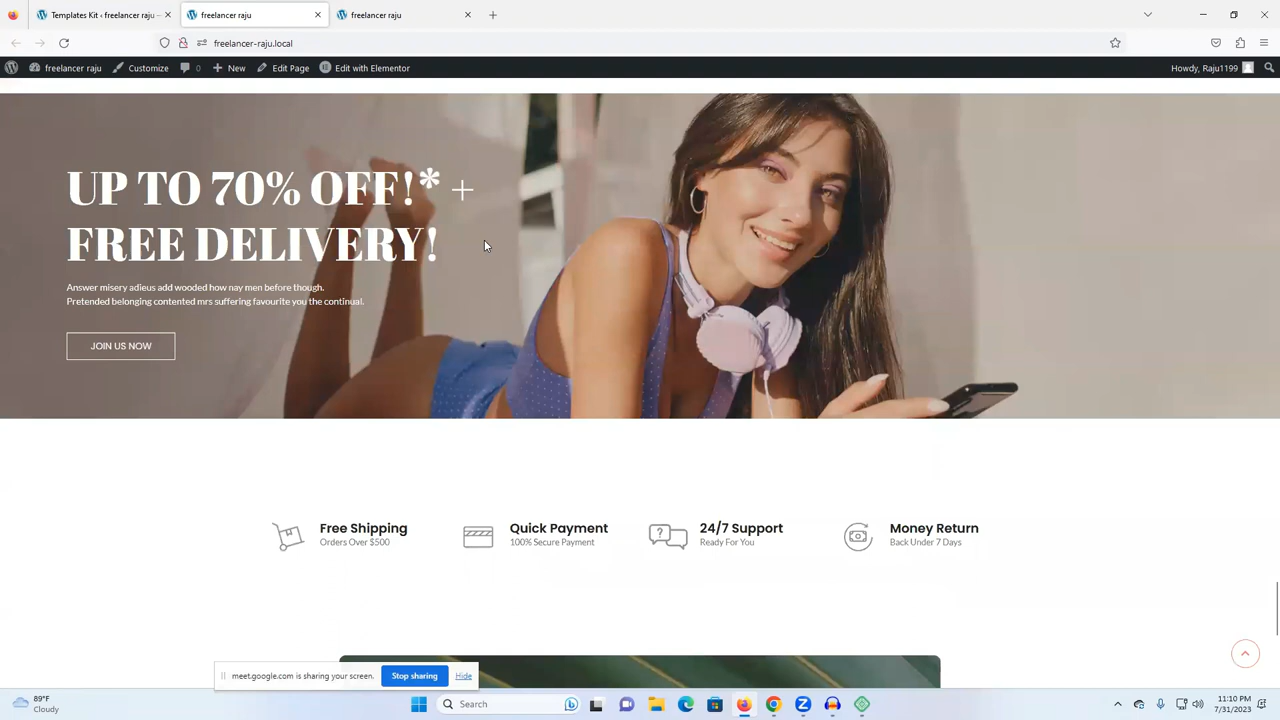 Templates Kit ‹ freelancer raju —
freelancer raju
freelancer raju
freelancer-raju.local
freelancer raju
Customize
0
New
Edit Page
Edit with Elementor
Howdy, Raju1199
UP TO 70% OFF!* +
FREE DELIVERY!
Answer misery adieus add wooded how nay men before though.
Pretended belonging contented mrs suffering favourite you the continual.
JOIN US NOW
Free Shipping
Orders Over $500
Quick Payment
100% Secure Payment
24/7 Support
Ready For You
Money Return
Back Under 7 Days
meet.google.com is sharing your screen.
Stop sharing
Hide
89°F
Cloudy
Search
11:10 PM
7/31/2023